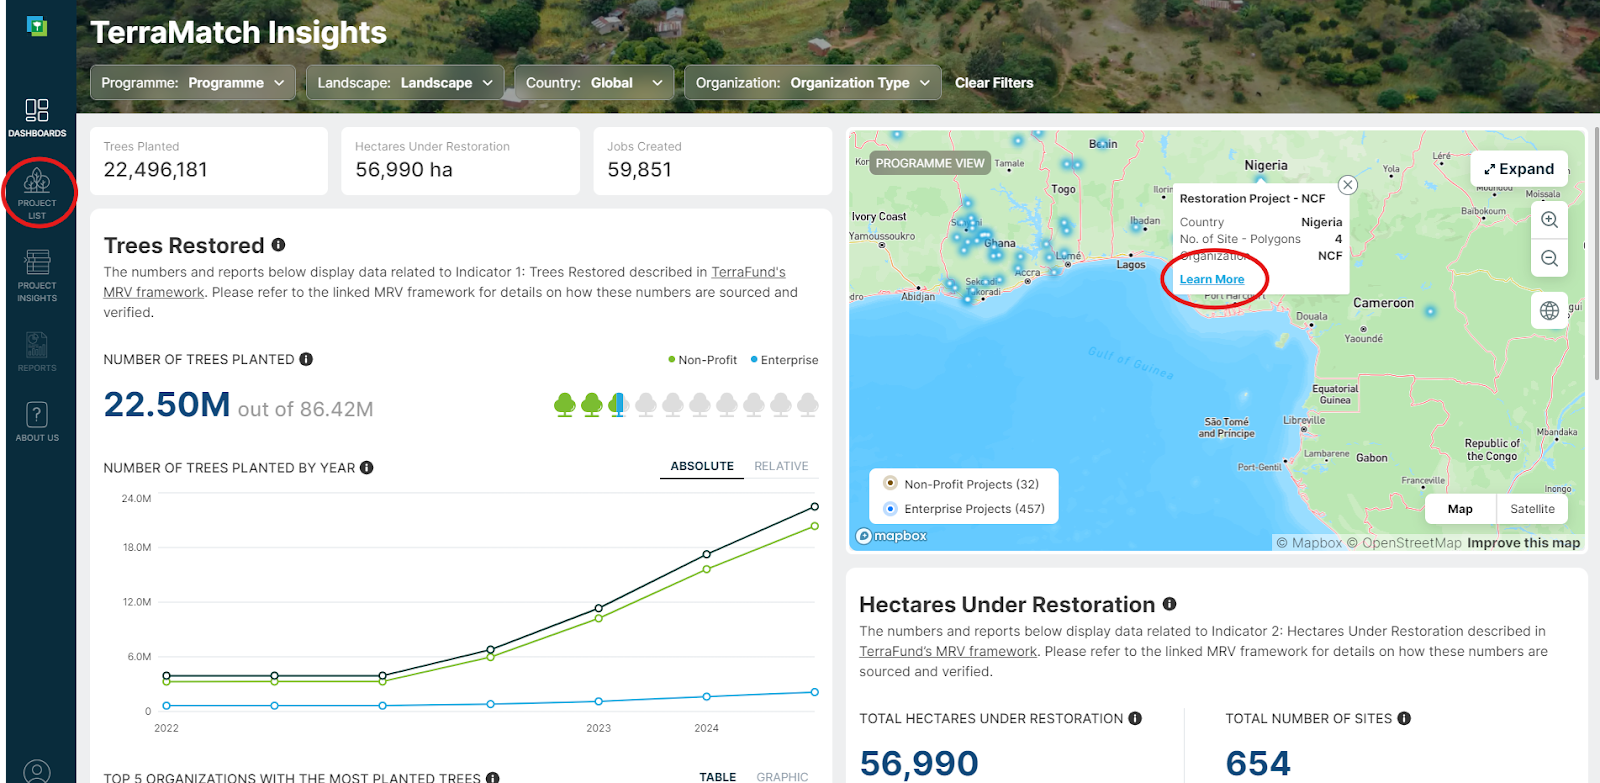 TerraMatch Insights
Programme: Programme
Landscape: Landscape
Country: Global
Organization: Organization Type
Clear Filters
DASHBOARDS
PROJECT
LIST
PROJECT
INSIGHTS
REPORTS
ABOUT US
Trees Planted
22,496,181
Hectares Under Restoration
56,990 ha
Jobs Created
59,851
Trees Restored
The numbers and reports below display data related to Indicator 1: Trees Restored described in TerraFund's
MRV framework. Please refer to the linked MRV framework for details on how these numbers are sourced and
verified.
NUMBER OF TREES PLANTED
Non-Profit
Enterprise
22.50M out of 86.42M
NUMBER OF TREES PLANTED BY YEAR
ABSOLUTE
RELATIVE
24.0M
18.0M
12.0M
6.0M
0
2022
2023
2024
TOP 5 ORGANIZATIONS WITH THE MOST PLANTED TREES
TABLE
GRAPHIC
PROGRAMME VIEW
Expand
Benin
Tamale
Togo
Nigeria
Yola
Léré
Moissala
Baïbokoum
Ivory Coast
Yamoussoukro
Ghana
Ibadan
Lomé
Lagos
Accra
Abidjan
Takoradi
Restoration Project - NCF
Country Nigeria
No. of Site - Polygons 4
Organization NCF
Learn More
Port Harcourt
Cameroon
Douala
Yaoundé
Gulf of Guinea
Equatorial
Guinea
São Tomé
and Príncipe
Libreville
Mbandaka
Lambarene
Gabon
Republic of
the Congo
Port-Gentil
Franceville
Inongo
Non-Profit Projects (32)
Enterprise Projects (457)
Map
Satellite
mapbox
© Mapbox © OpenStreetMap Improve this map
Hectares Under Restoration
The numbers and reports below display data related to Indicator 2: Hectares Under Restoration described in
TerraFund's MRV framework. Please refer to the linked MRV framework for details on how these numbers are
sourced and verified.
TOTAL HECTARES UNDER RESTORATION
56,990
TOTAL NUMBER OF SITES
654